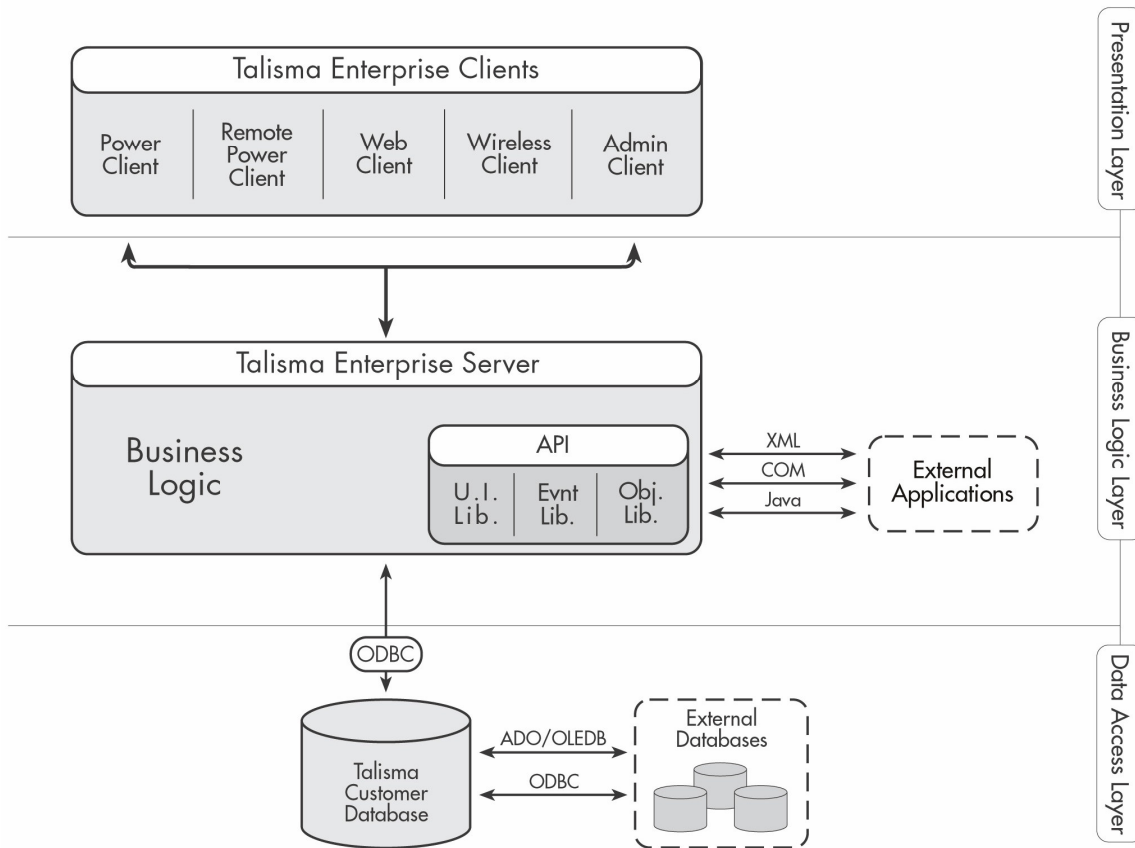 Presentation Layer
Talisma Enterprise Clients
Power
Client
Remote
Power
Client
Web
Client
Wireless
Client
Admin
Client
Business Logic Layer
Talisma Enterprise Server
Business
Logic
API
U.I.
Lib.
Evnt
Lib.
Obj.
Lib.
XML
COM
Java
External
Applications
Data Access Layer
ODBC
Talisma
Customer
Database
ADO/OLEDB
ODBC
External
Databases